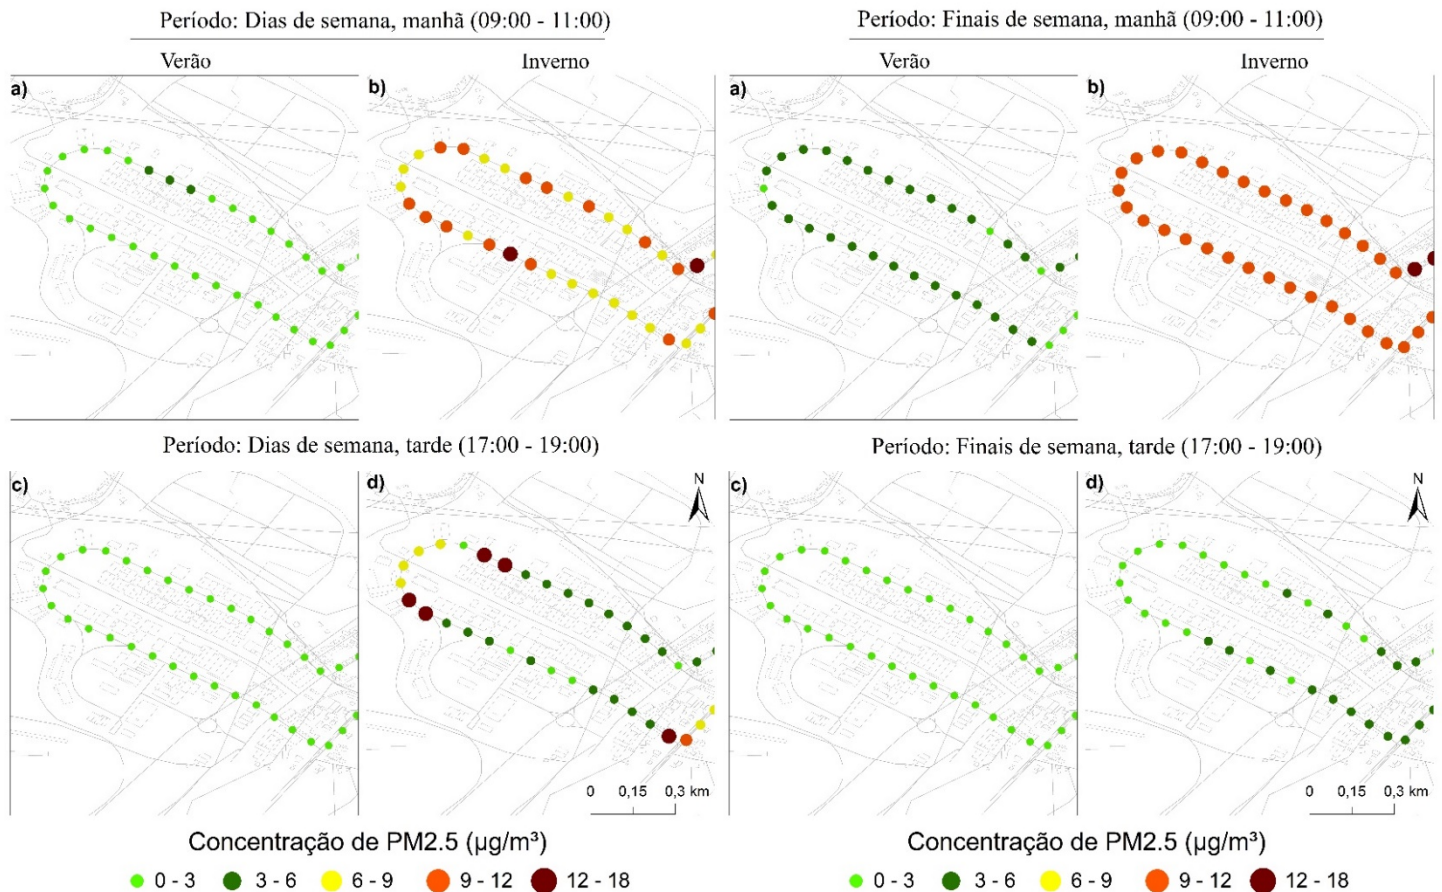 Período: Dias de semana, manhã (09:00 - 11:00)
Verão
Inverno
a)
b)
Período: Finais de semana, manhã (09:00 - 11:00)
Verão
Inverno
a)
b)
H
H
Período: Dias de semana, tarde (17:00 - 19:00)
c)
d)
N
0 0,15 0,3 km
Período: Finais de semana, tarde (17:00 - 19:00)
c)
d)
N
0 0,15 0,3 km
Concentração de PM2.5 (µg/m³)
0 - 3 3 - 6 6 - 9 9 - 12 12 - 18
Concentração de PM2.5 (µg/m³)
0 - 3 3 - 6 6 - 9 9 - 12 12 - 18